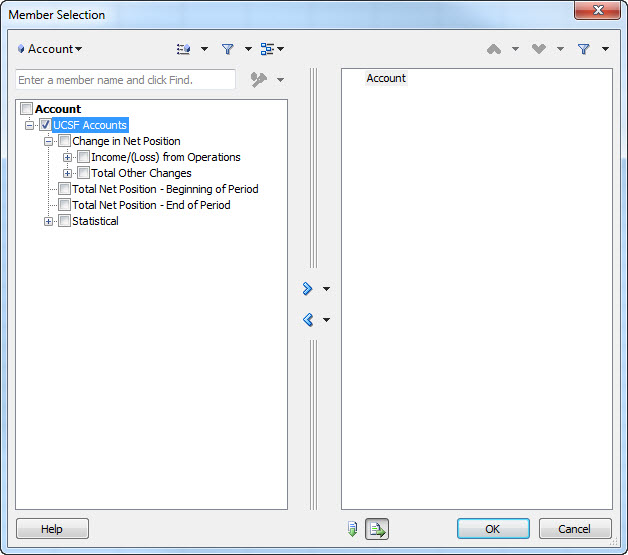 Member Selection
Account
Enter a member name and click Find.
Account
UCSF Accounts
Change in Net Position
Income/(Loss) from Operations
Total Other Changes
Total Net Position - Beginning of Period
Total Net Position - End of Period
Statistical
Account
Help
OK
Cancel